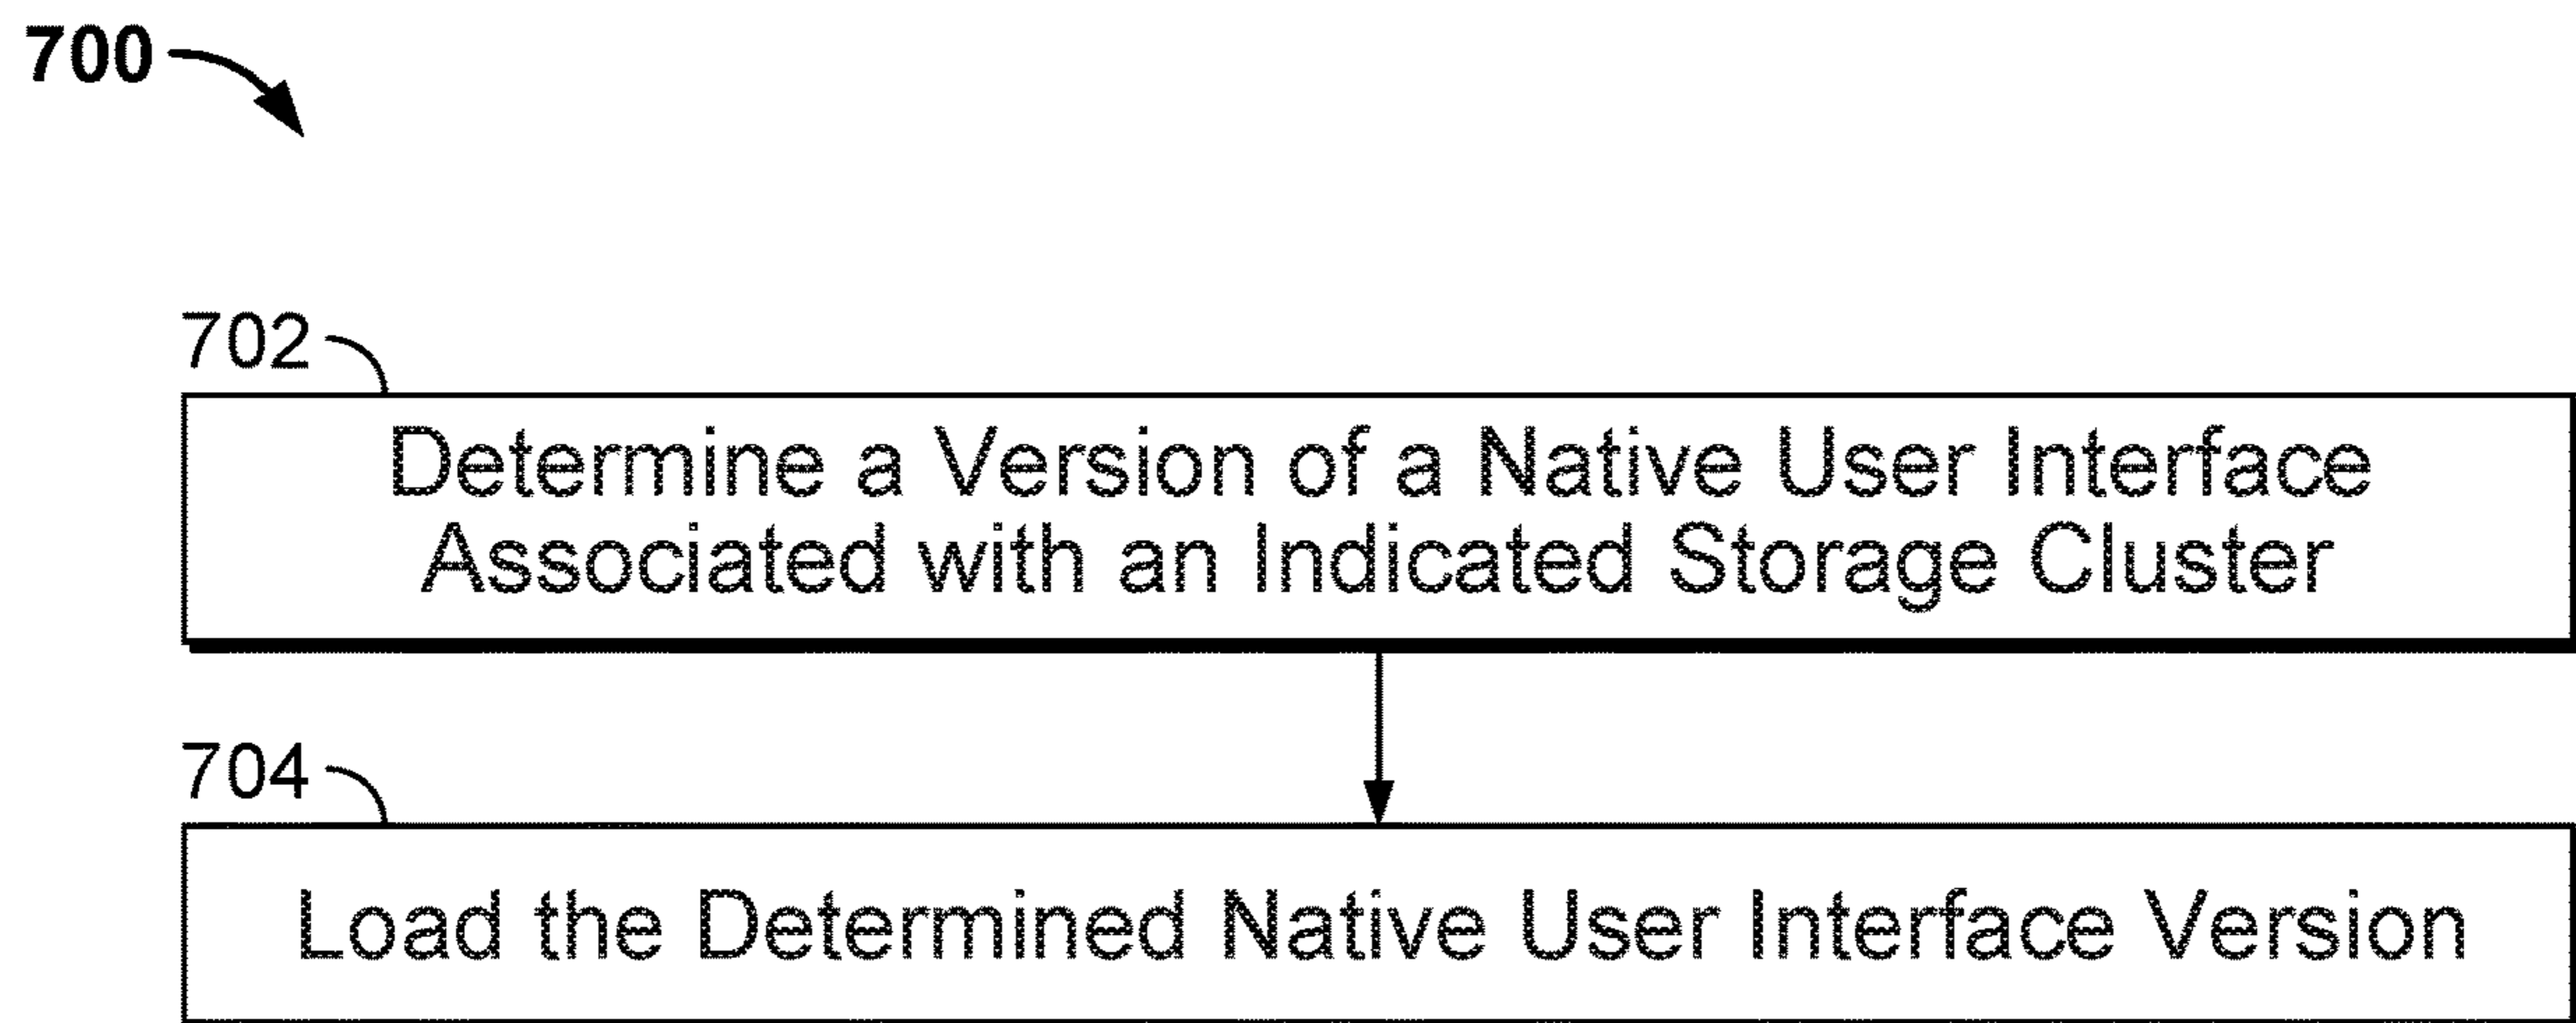 700
702
Determine a Version of a Native User Interface
Associated with an Indicated Storage Cluster
704
Load the Determined Native User Interface Version